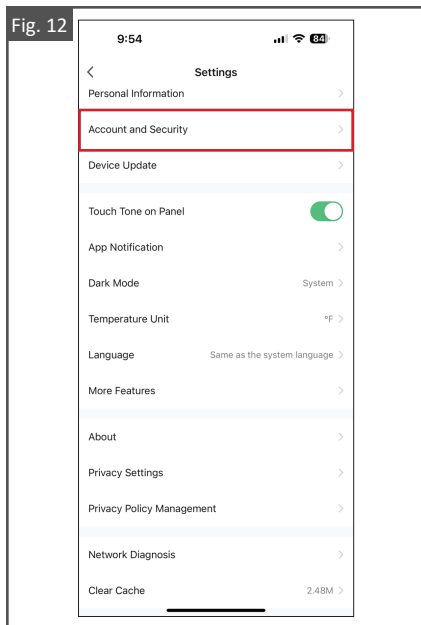 Fig. 12
9:54
84
Settings
Personal Information
Account and Security
Device Update
Touch Tone on Panel
App Notification
Dark Mode System
Temperature Unit °F
Language Same as the system language
More Features
About
Privacy Settings
Privacy Policy Management
Network Diagnosis
Clear Cache 2.48M